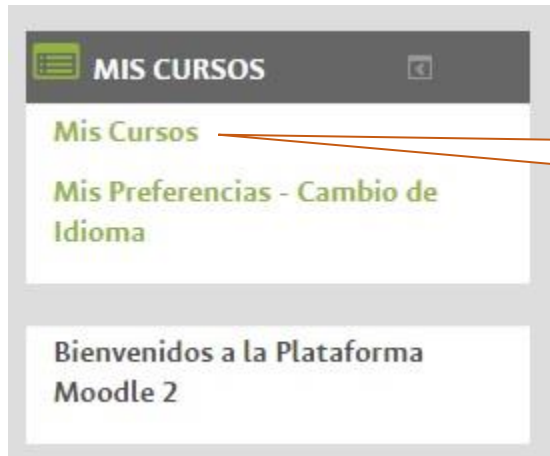 MIS CURSOS
Mis Cursos
Mis Preferencias - Cambio de
Idioma
Bienvenidos a la Plataforma
Moodle 2